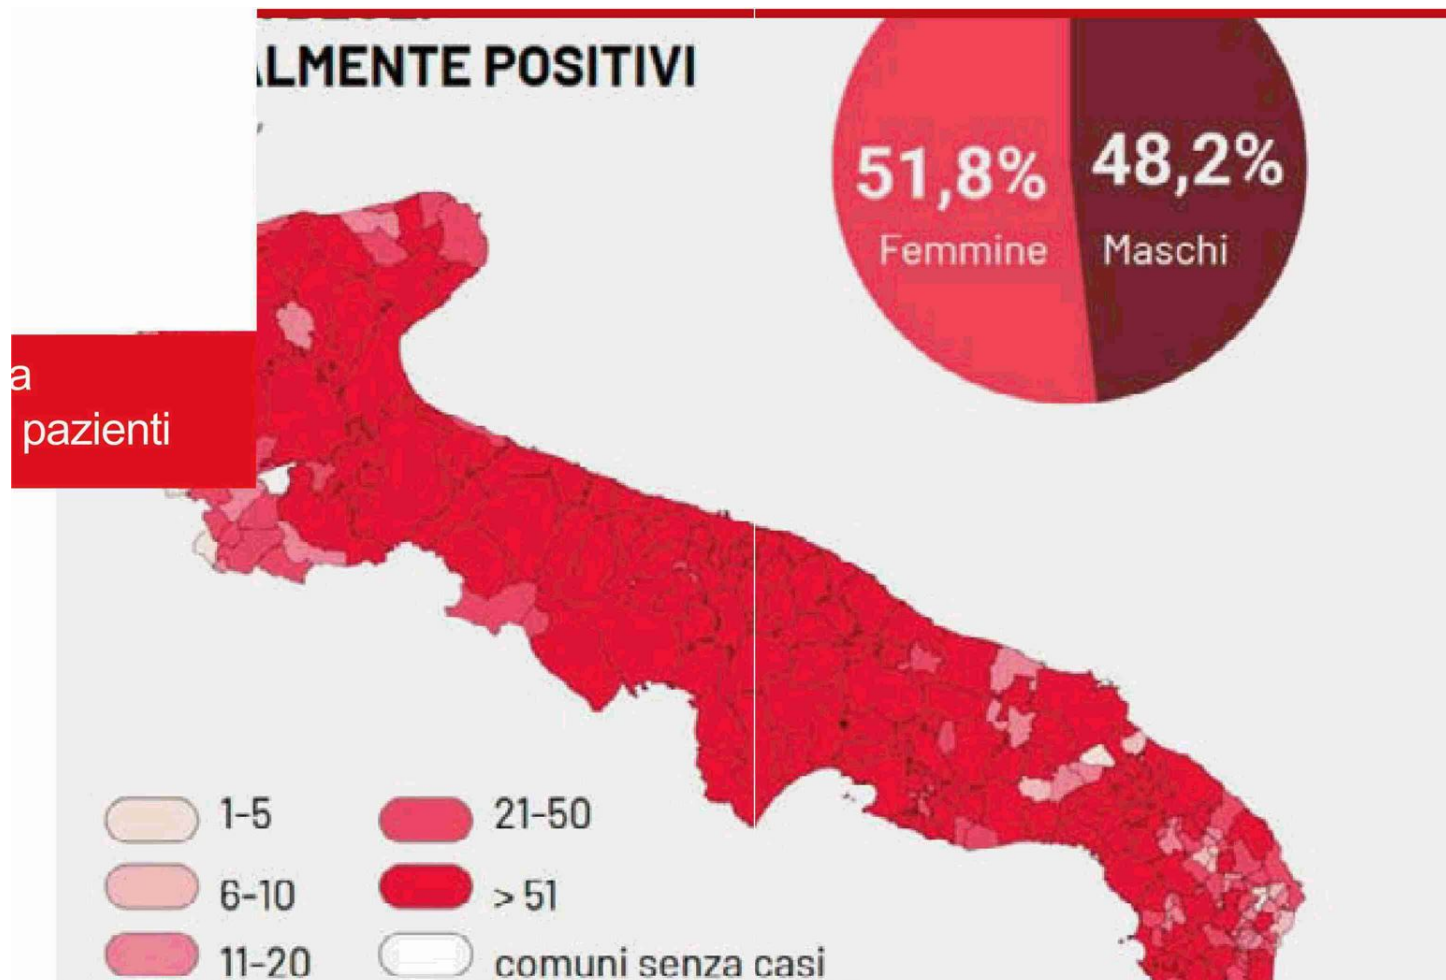 POSITIVI
51,8%
Femmine
48,2%
Maschi
a
pazienti
1-5
6-10
11-20
21-50
> 51
comuni senza casi